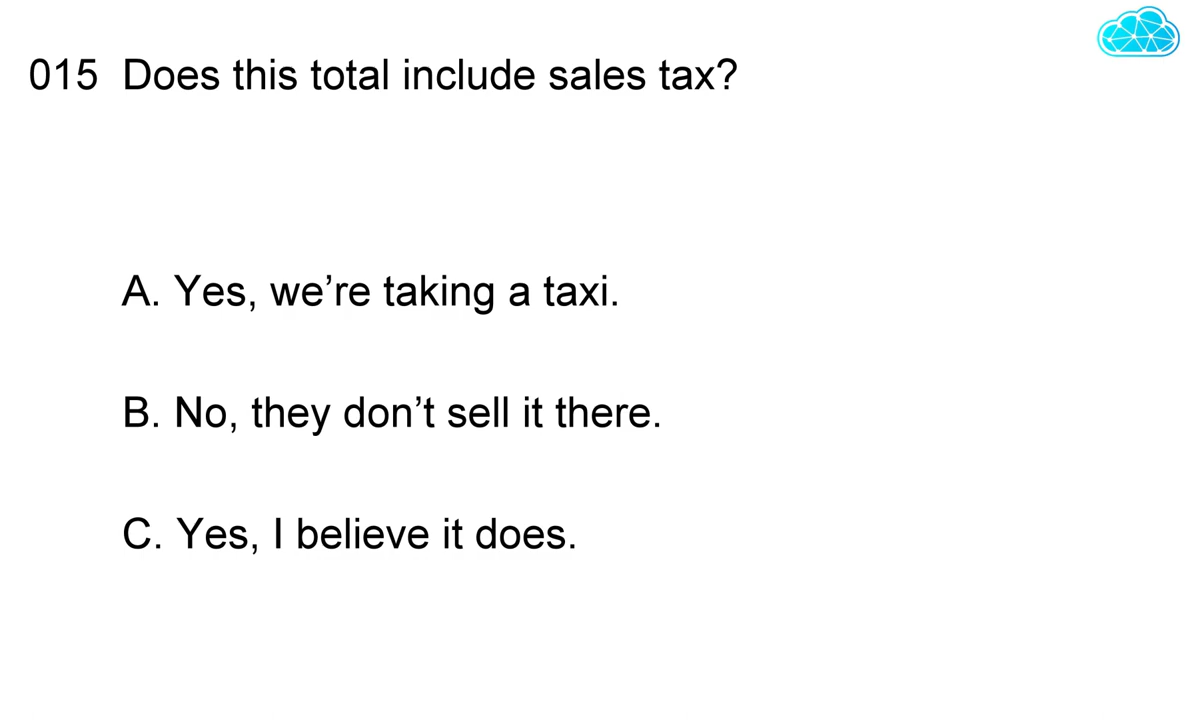 015 Does this total include sales tax?
A. Yes, we’re taking a taxi.
B. No, they don’t sell it there.
C. Yes, I believe it does.